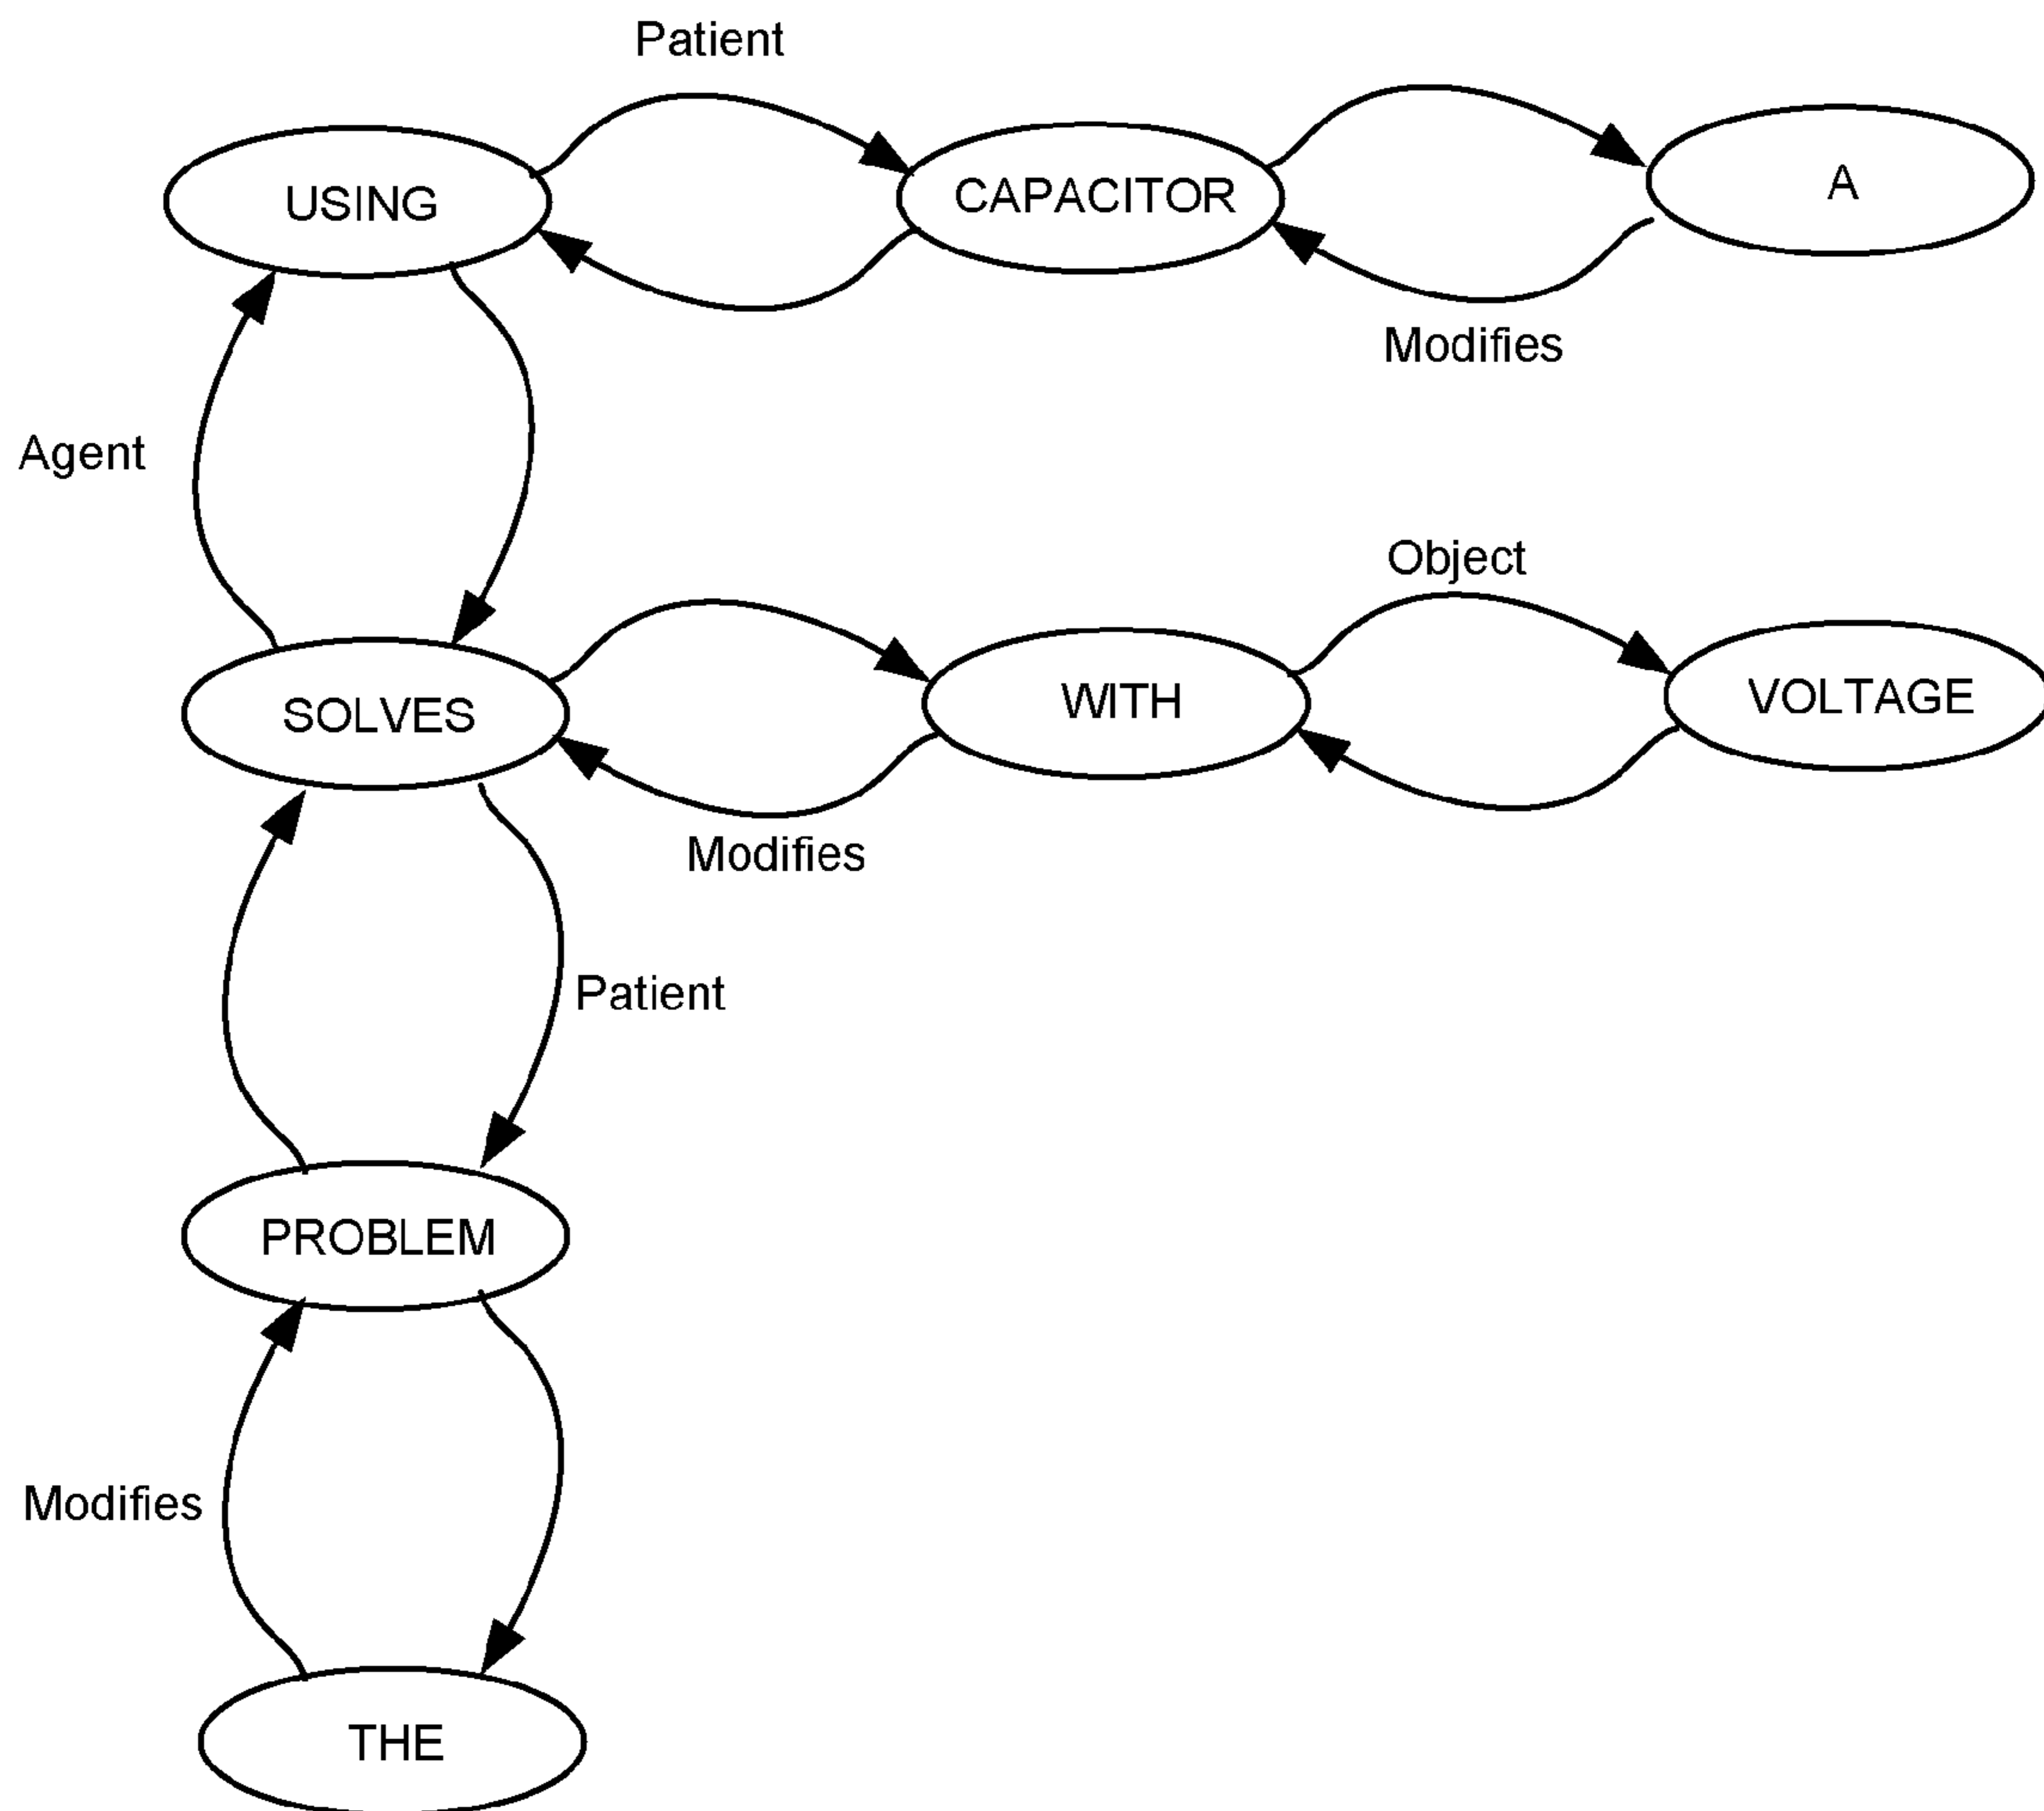 Patient
USING
CAPACITOR
A
Modifies
Agent
Object
SOLVES
WITH
VOLTAGE
Modifies
Patient
PROBLEM
Modifies
THE